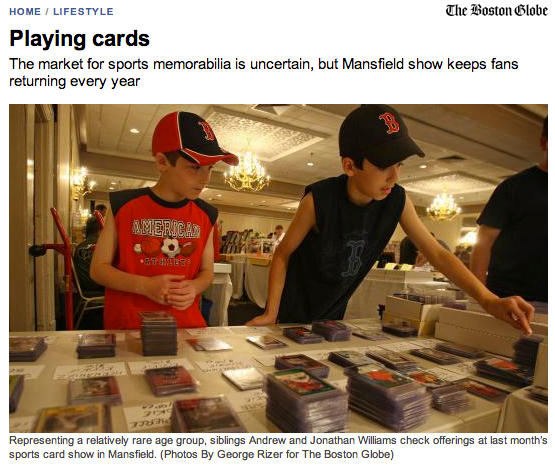 HOME / LIFESTYLE
The Boston Globe
Playing cards
The market for sports memorabilia is uncertain, but Mansfield show keeps fans
returning every year
B
B
AMERICAN
ATHLETIC
B
Representing a relatively rare age group, siblings Andrew and Jonathan Williams check offerings at last month's
sports card show in Mansfield. (Photos By George Rizer for The Boston Globe)